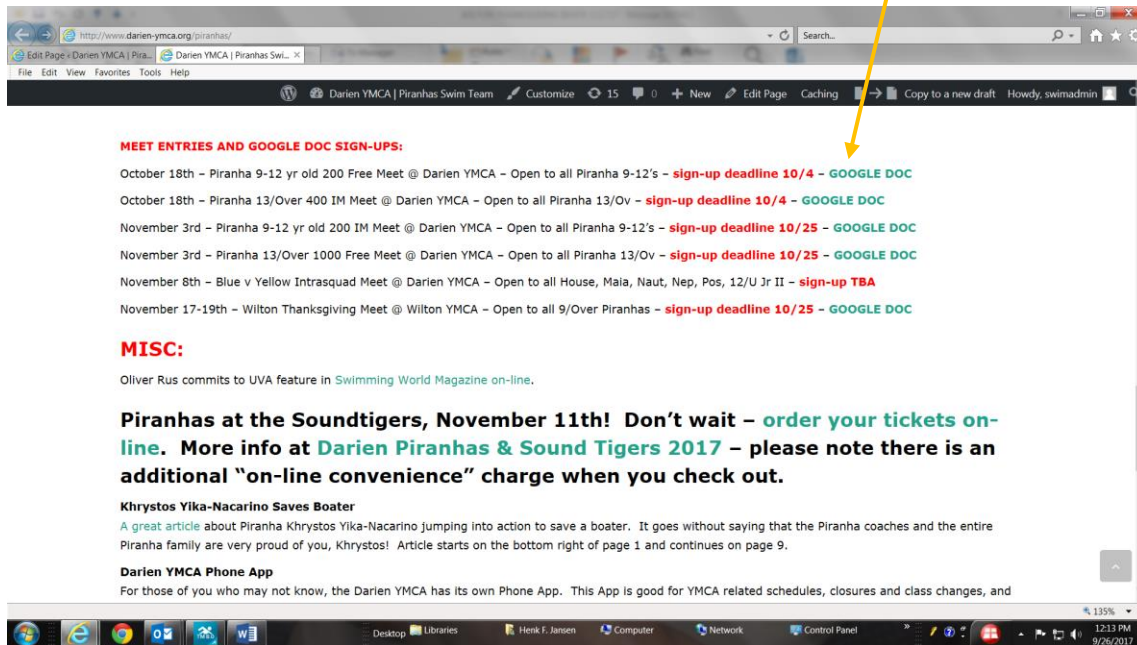 http://www.darien-ymca.org/piranhas/
Search...
Edit Page ‹ Darien YMCA | Pira...
Darien YMCA | Piranhas Swi...
File Edit View Favorites Tools Help
Darien YMCA | Piranhas Swim Team Customize 15 0 + New Edit Page Caching Copy to a new draft Howdy, swimadmin
MEET ENTRIES AND GOOGLE DOC SIGN-UPS:
October 18th – Piranha 9-12 yr old 200 Free Meet @ Darien YMCA – Open to all Piranha 9-12's – sign-up deadline 10/4 – GOOGLE DOC
October 18th – Piranha 13/Over 400 IM Meet @ Darien YMCA – Open to all Piranha 13/Ov – sign-up deadline 10/4 – GOOGLE DOC
November 3rd – Piranha 9-12 yr old 200 IM Meet @ Darien YMCA – Open to all Piranha 9-12's – sign-up deadline 10/25 – GOOGLE DOC
November 3rd – Piranha 13/Over 1000 Free Meet @ Darien YMCA – Open to all Piranha 13/Ov – sign-up deadline 10/25 – GOOGLE DOC
November 8th – Blue v Yellow Intrasquad Meet @ Darien YMCA – Open to all House, Maia, Naut, Nep, Pos, 12/U Jr II – sign-up TBA
November 17-19th – Wilton Thanksgiving Meet @ Wilton YMCA – Open to all 9/Over Piranhas – sign-up deadline 10/25 – GOOGLE DOC
MISC:
Oliver Rus commits to UVA feature in Swimming World Magazine on-line.
Piranhas at the Soundtigers, November 11th! Don't wait – order your tickets on-
line. More info at Darien Piranhas & Sound Tigers 2017 – please note there is an
additional “on-line convenience” charge when you check out.
Khrystos Yika-Nacarino Saves Boater
A great article about Piranha Khrystos Yika-Nacarino jumping into action to save a boater. It goes without saying that the Piranha coaches and the entire
Piranha family are very proud of you, Khrystos! Article starts on the bottom right of page 1 and continues on page 9.
Darien YMCA Phone App
For those of you who may not know, the Darien YMCA has its own Phone App. This App is good for YMCA related schedules, closures and class changes, and
135%
Desktop Libraries Henk F. Jansen Computer Network Control Panel
12:13 PM
9/26/2017